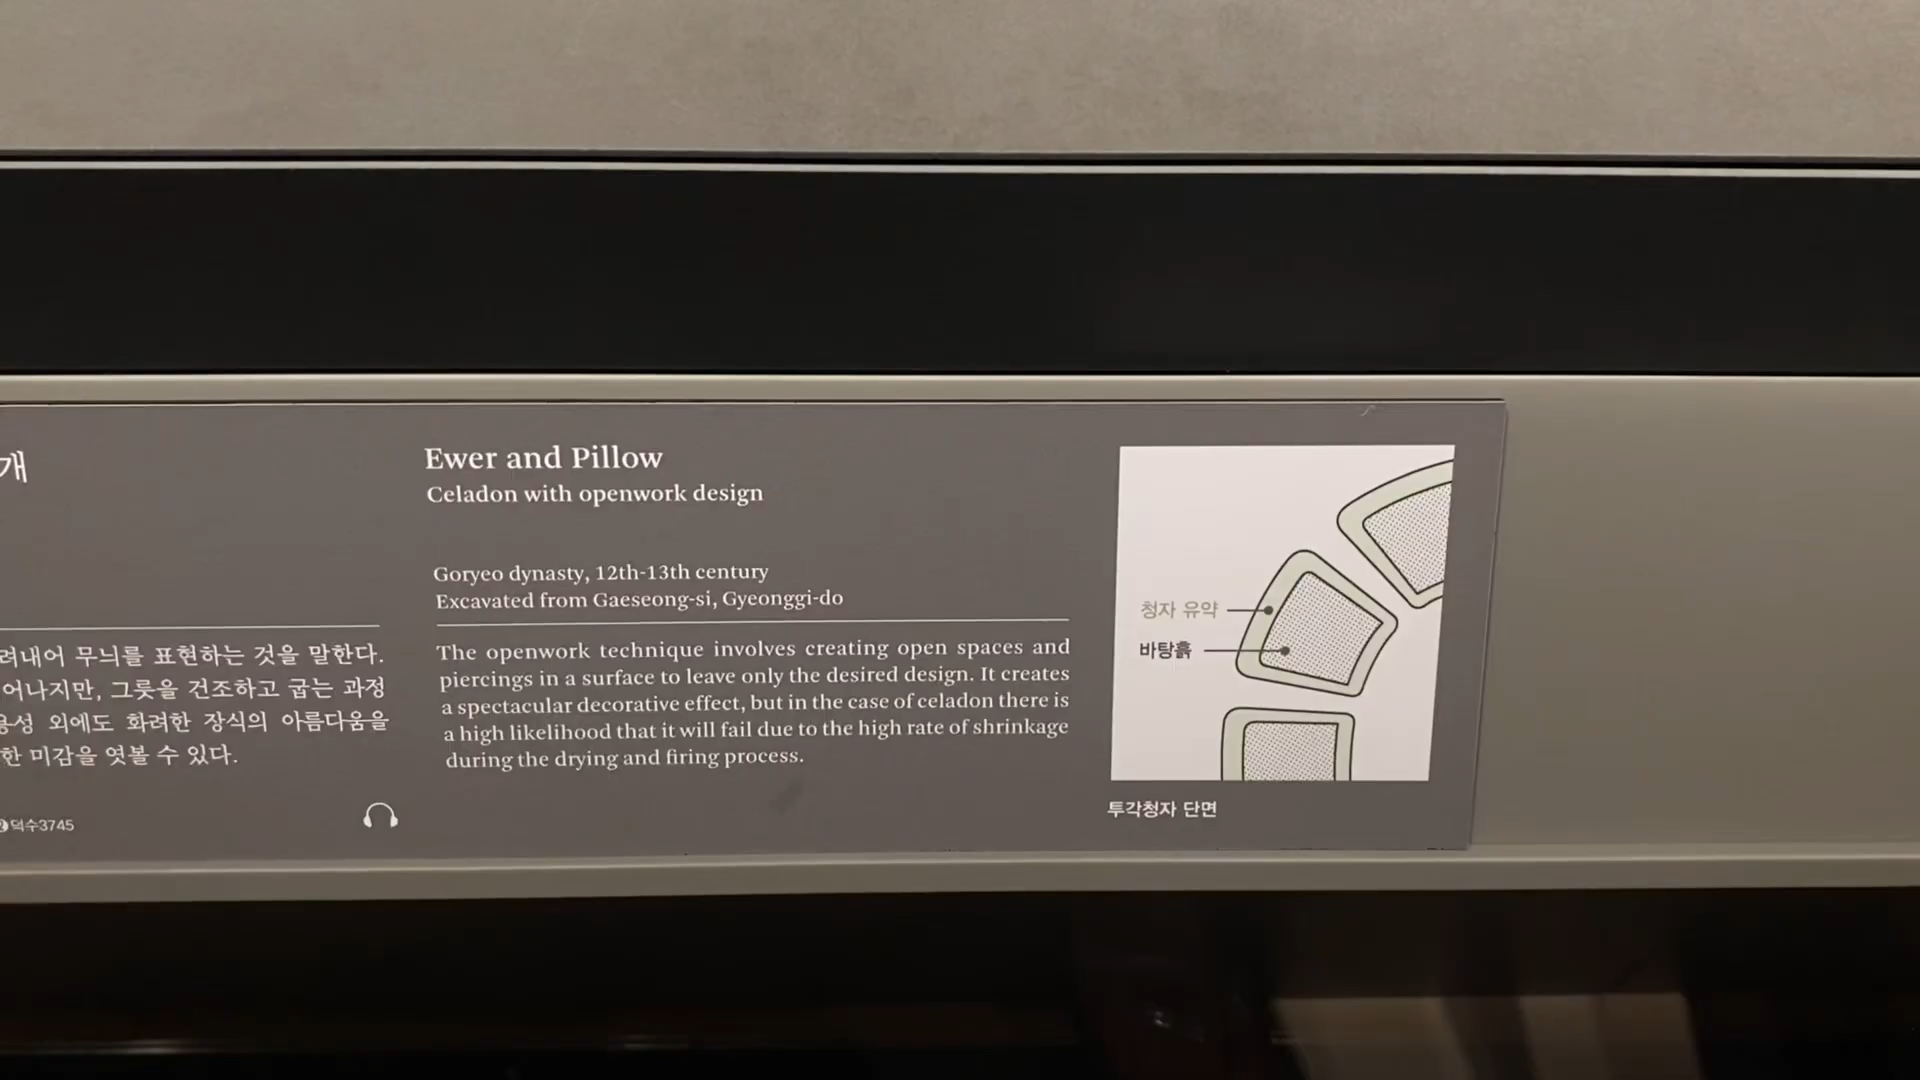 개
려내어 무늬를 표현하는 것을 말한다.
어나지만, 그릇을 건조하고 굽는 과정
용성 외에도 화려한 장식의 아름다움을
한 미감을 엿볼 수 있다.
덕수3745
Ewer and Pillow
Celadon with openwork design
Goryeo dynasty, 12th-13th century
Excavated from Gaeseong-si, Gyeonggi-do
The openwork technique involves creating open spaces and
piercings in a surface to leave only the desired design. It creates
a spectacular decorative effect, but in the case of celadon there is
a high likelihood that it will fail due to the high rate of shrinkage
during the drying and firing process.
청자 유약
바탕흙
투각청자 단면